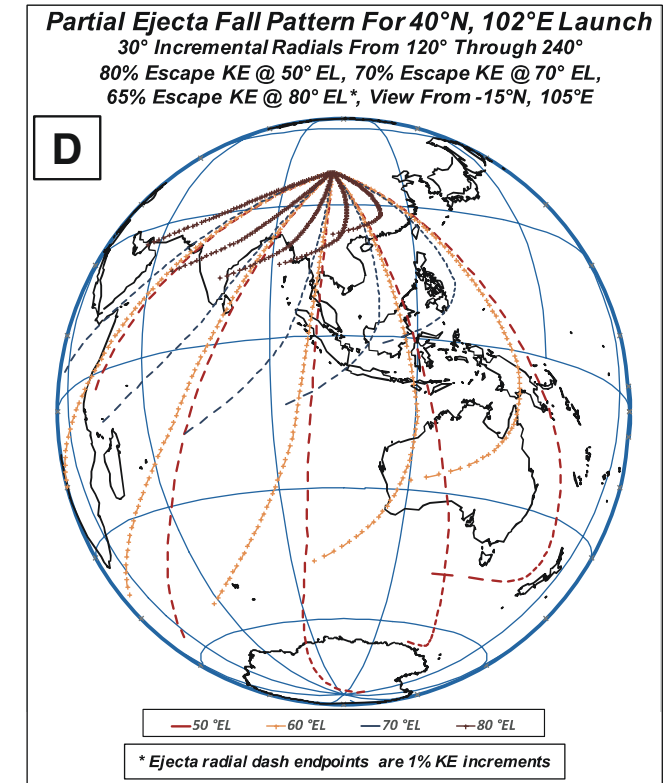 Partial Ejecta Fall Pattern For 40°N, 102°E Launch
30° Incremental Radials From 120° Through 240°
80% Escape KE @ 50° EL, 70% Escape KE @ 70° EL,
65% Escape KE @ 80° EL*, View From -15°N, 105°E
D
50 °EL 60 °EL 70 °EL 80 °EL
* Ejecta radial dash endpoints are 1% KE increments